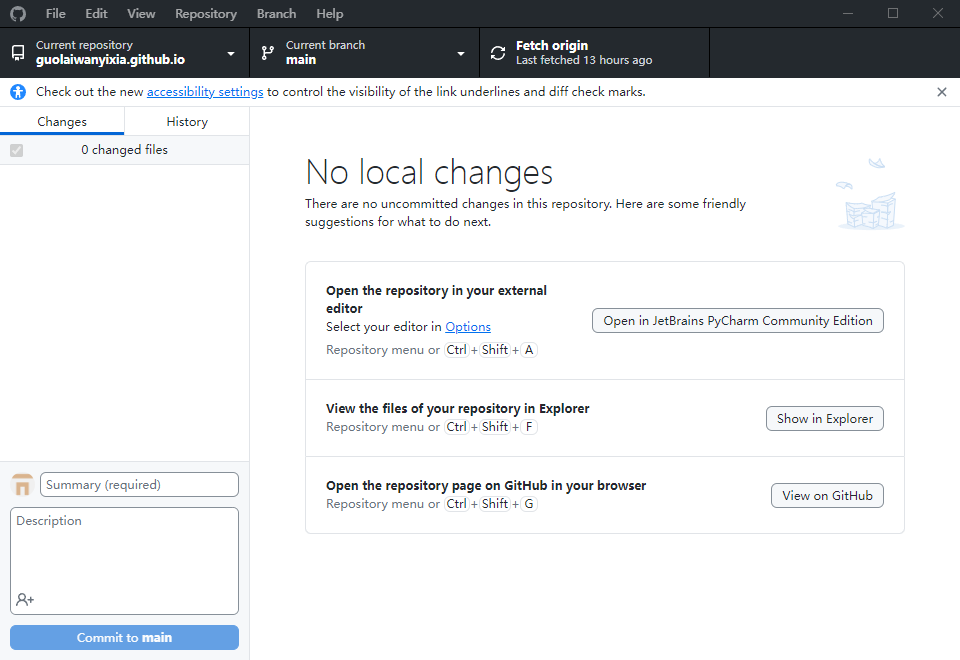 File Edit View Repository Branch Help
Current repository
guolaiwanyixia.github.io
Current branch
main
Fetch origin
Last fetched 13 hours ago
Check out the new accessibility settings to control the visibility of the link underlines and diff check marks.
Changes
History
0 changed files
No local changes
There are no uncommitted changes in this repository. Here are some friendly
suggestions for what to do next.
Open the repository in your external
editor
Select your editor in Options
Repository menu or Ctrl + Shift + A
Open in JetBrains PyCharm Community Edition
View the files of your repository in Explorer
Repository menu or Ctrl + Shift + F
Show in Explorer
Open the repository page on GitHub in your browser
Repository menu or Ctrl + Shift + G
View on GitHub
Summary (required)
Description
Commit to main